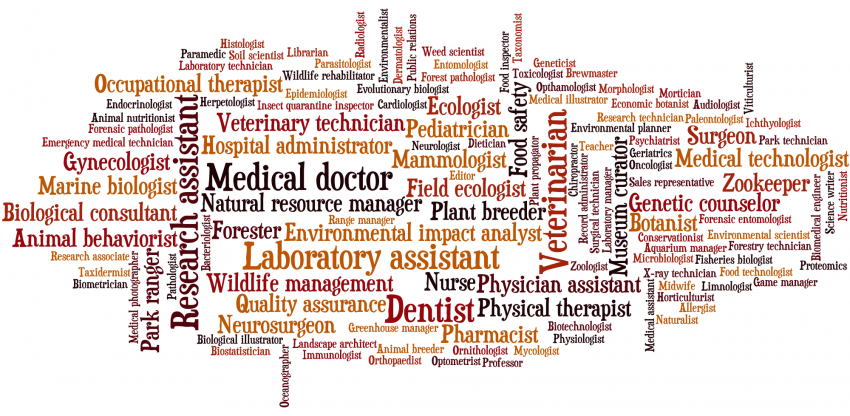 Histologist
Paramedic
Soil scientist
Librarian
Laboratory technician
Parasitologist
Wildlife rehabilitator
Radiologist
Environmentalist
Dermatologist
Public relations
Weed scientist
Entomologist
Forest pathologist
Food inspector
Taxonomist
Geneticist
Toxicologist
Brewmaster
Occupational therapist
Epidemiologist
Evolutionary biologist
Opthamologist
Morphologist
Mortician
Viticulturist
Endocrinologist
Herpetologist
Insect quarantine inspector
Cardiologist
Ecologist
Food safety
Medical illustrator
Economic botanist
Audiologist
Animal nutritionist
Research assistant
Veterinary technician
Pediatrician
Veterinarian
Research technician
Paleontologist
Ichthyologist
Forensic pathologist
Environmental planner
Emergency medical technician
Hospital administrator
Neurologist
Dietician
Chiropractor
Teacher
Psychiatrist
Surgeon
Park technician
Gynecologist
Mammologist
Geriatrics
Oncologist
Medical technologist
Marine biologist
Medical doctor
Editor
Field ecologist
Plant propagator
Record administrator
Surgical technician
Laboratory manager
Museum curator
Sales representative
Zookeeper
Biomedical engineer
Science writer
Nutritionist
Biological consultant
Natural resource manager
Plant breeder
Genetic counselor
Bacteriologist
Forester
Range manager
Botanist
Forensic entomologist
Animal behaviorist
Environmental impact analyst
Conservationist
Environmental scientist
Aquarium manager
Forestry technician
Research associate
Laboratory assistant
Microbiologist
Fisheries biologist
Taxidermist
Medical photographer
Park ranger
Pathologist
Zoologist
X-ray technician
Food technologist
Proteomics
Biometrician
Wildlife management
Nurse
Physician assistant
Medical assistant
Midwife
Limnologist
Game manager
Horticulturist
Quality assurance
Dentist
Physical therapist
Allergist
Naturalist
Neurosurgeon
Greenhouse manager
Pharmacist
Biotechnologist
Biological illustrator
Landscape architect
Animal breeder
Ornithologist
Mycologist
Physiologist
Biostatistician
Oceanographer
Immunologist
Orthopaedist
Optometrist
Professor